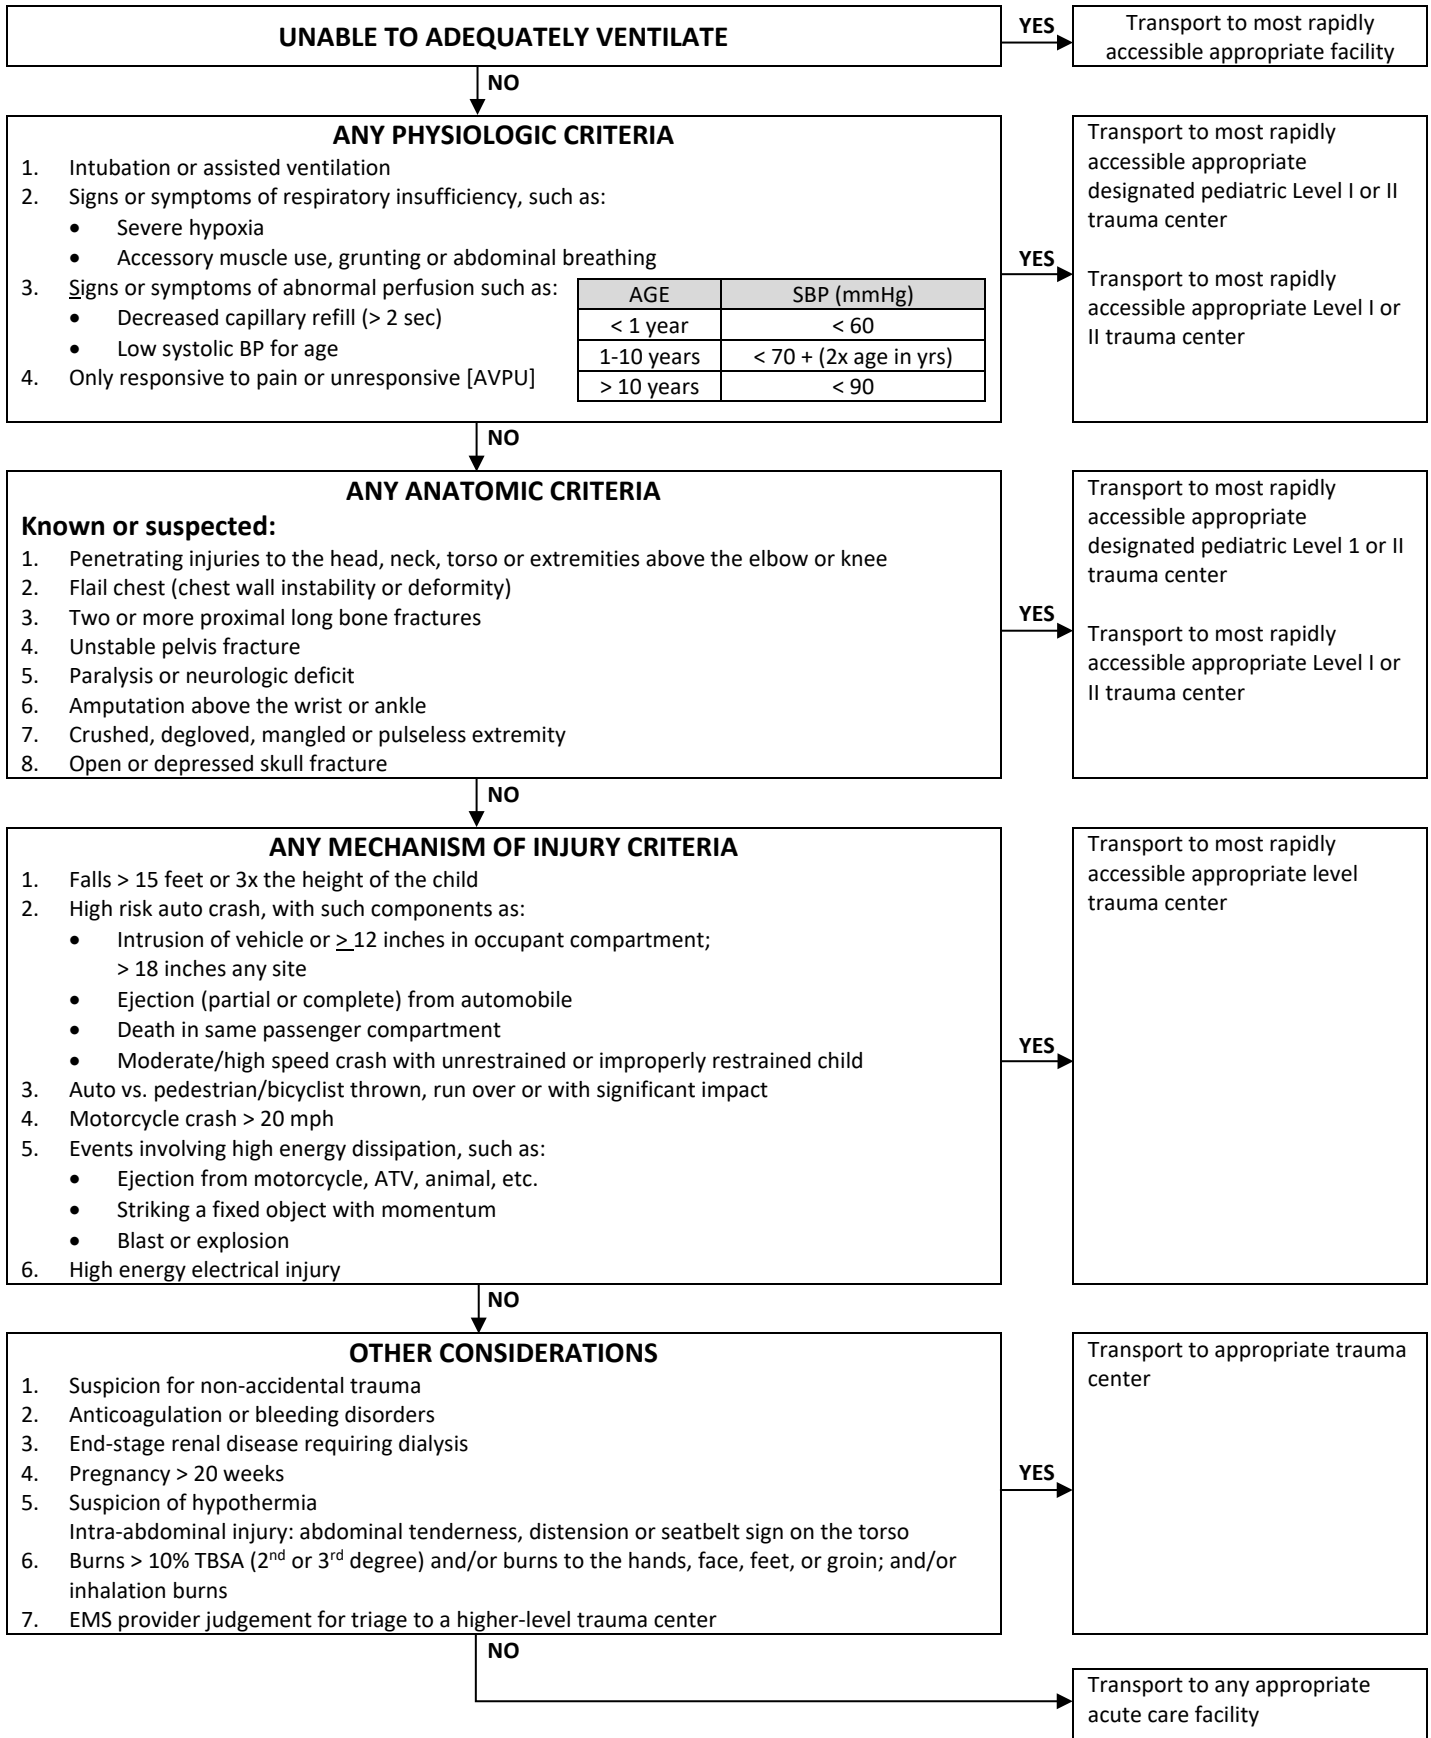 UNABLE TO ADEQUATELY VENTILATE
YES
Transport to most rapidly
accessible appropriate facility
NO
ANY PHYSIOLOGIC CRITERIA
1. Intubation or assisted ventilation
2. Signs or symptoms of respiratory insufficiency, such as:
• Severe hypoxia
• Accessory muscle use, grunting or abdominal breathing
3. Signs or symptoms of abnormal perfusion such as:
• Decreased capillary refill (> 2 sec)
• Low systolic BP for age
4. Only responsive to pain or unresponsive [AVPU]
AGE SBP (mmHg)
< 1 year < 60
1-10 years < 70 + (2x age in yrs)
> 10 years < 90
YES
Transport to most rapidly
accessible appropriate
designated pediatric Level I or II
trauma center
Transport to most rapidly
accessible appropriate Level I or
II trauma center
NO
ANY ANATOMIC CRITERIA
Known or suspected:
1. Penetrating injuries to the head, neck, torso or extremities above the elbow or knee
2. Flail chest (chest wall instability or deformity)
3. Two or more proximal long bone fractures
4. Unstable pelvis fracture
5. Paralysis or neurologic deficit
6. Amputation above the wrist or ankle
7. Crushed, degloved, mangled or pulseless extremity
8. Open or depressed skull fracture
YES
Transport to most rapidly
accessible appropriate
designated pediatric Level 1 or II
trauma center
Transport to most rapidly
accessible appropriate Level I or
II trauma center
NO
ANY MECHANISM OF INJURY CRITERIA
1. Falls > 15 feet or 3x the height of the child
2. High risk auto crash, with such components as:
• Intrusion of vehicle or > 12 inches in occupant compartment;
> 18 inches any site
• Ejection (partial or complete) from automobile
• Death in same passenger compartment
• Moderate/high speed crash with unrestrained or improperly restrained child
3. Auto vs. pedestrian/bicyclist thrown, run over or with significant impact
4. Motorcycle crash > 20 mph
5. Events involving high energy dissipation, such as:
• Ejection from motorcycle, ATV, animal, etc.
• Striking a fixed object with momentum
• Blast or explosion
6. High energy electrical injury
YES
Transport to most rapidly
accessible appropriate level
trauma center
NO
OTHER CONSIDERATIONS
1. Suspicion for non-accidental trauma
2. Anticoagulation or bleeding disorders
3. End-stage renal disease requiring dialysis
4. Pregnancy > 20 weeks
5. Suspicion of hypothermia
Intra-abdominal injury: abdominal tenderness, distension or seatbelt sign on the torso
6. Burns > 10% TBSA (2nd or 3rd degree) and/or burns to the hands, face, feet, or groin; and/or
inhalation burns
7. EMS provider judgement for triage to a higher-level trauma center
YES
Transport to appropriate trauma
center
NO
Transport to any appropriate
acute care facility